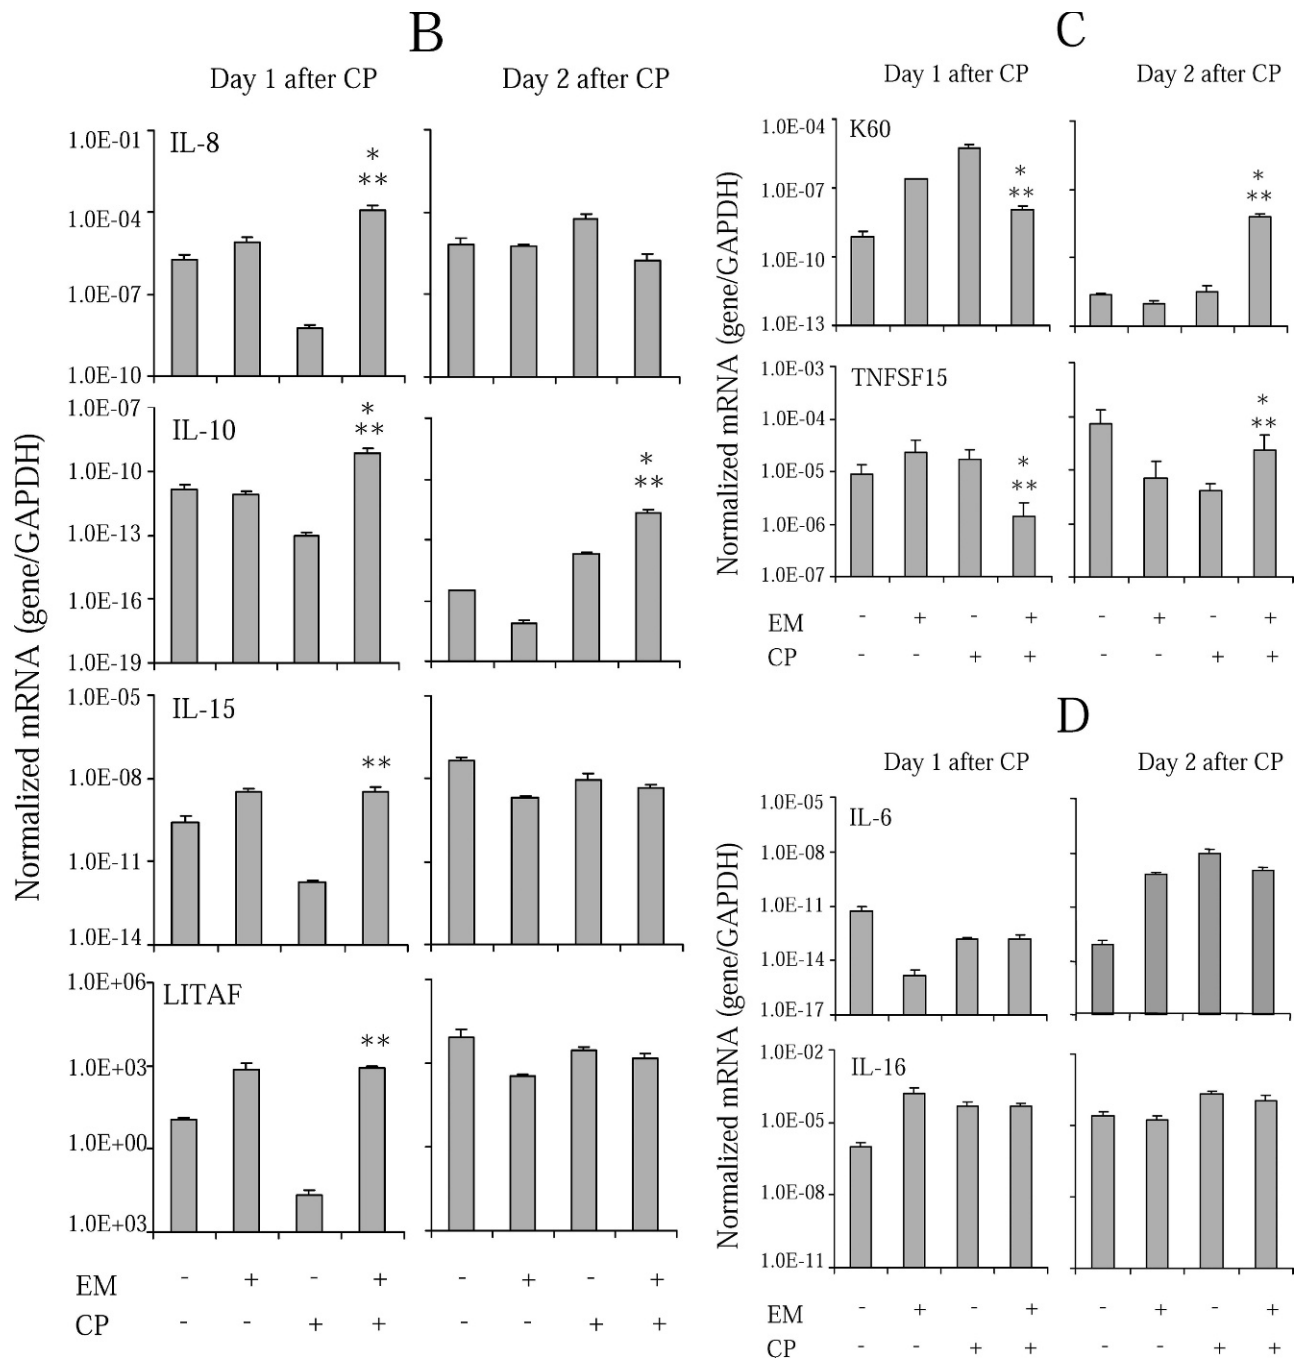 B
Day 1 after CP
Day 2 after CP
Normalized mRNA (gene/GAPDH)
IL-8
1.0E-01
1.0E-04
1.0E-07
1.0E-10
*
**
IL-10
1.0E-07
1.0E-10
1.0E-13
1.0E-16
1.0E-19
*
**
*
**
IL-15
1.0E-05
1.0E-08
1.0E-11
1.0E-14
**
LITAF
1.0E+06
1.0E+03
1.0E+00
1.0E+03
**
EM - + - + - + - +
CP - - + + - - + +
C
Day 1 after CP
Day 2 after CP
Normalized mRNA (gene/GAPDH)
K60
1.0E-04
1.0E-07
1.0E-10
1.0E-13
*
**
*
**
TNFSF15
1.0E-03
1.0E-04
1.0E-05
1.0E-06
1.0E-07
*
**
*
**
EM - + - + - + - +
CP - - + + - - + +
D
Day 1 after CP
Day 2 after CP
Normalized mRNA (gene/GAPDH)
IL-6
1.0E-05
1.0E-08
1.0E-11
1.0E-14
1.0E-17
IL-16
1.0E-02
1.0E-05
1.0E-08
1.0E-11
EM - + - + - + - +
CP - - + + - - + +